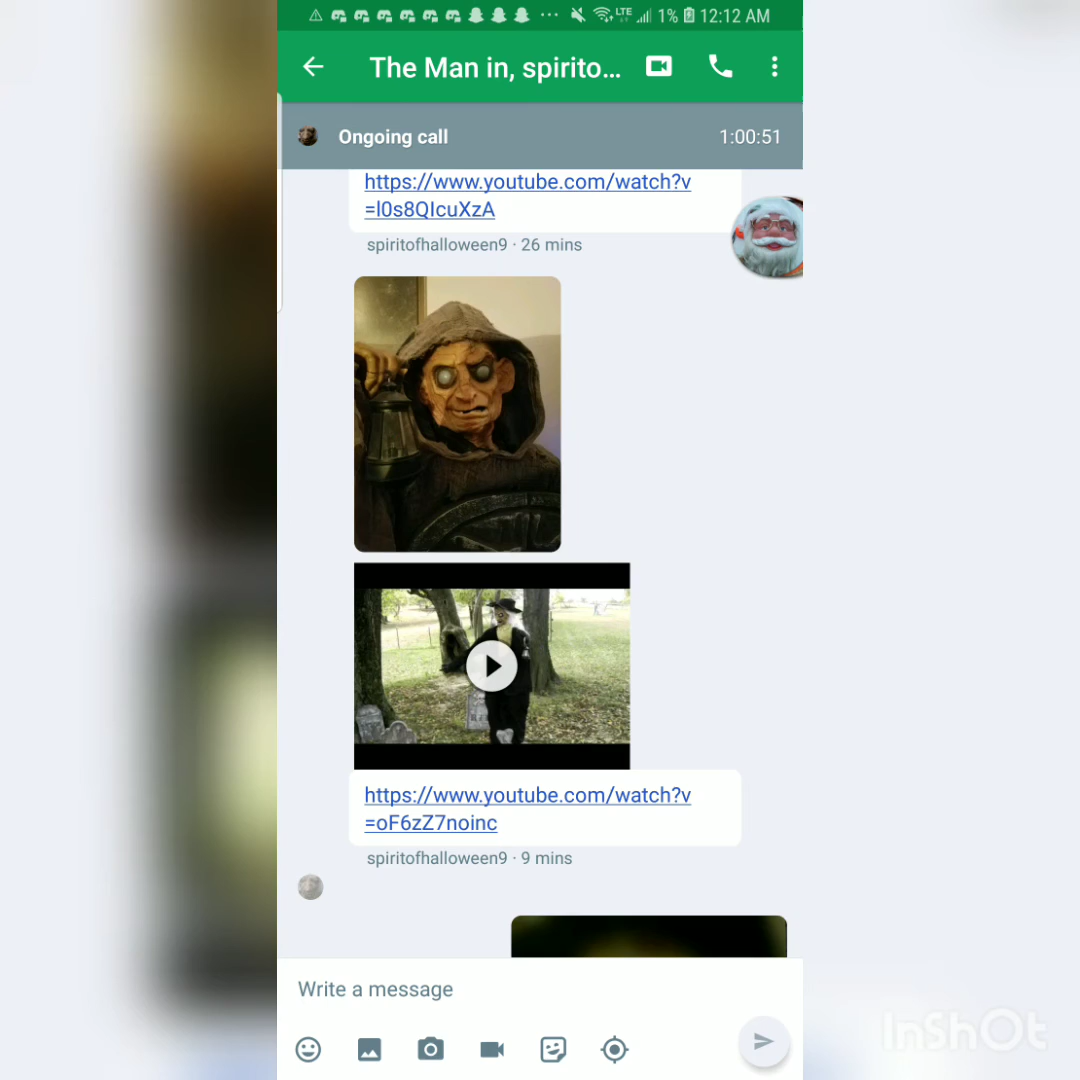 LTE 1% 12:12 AM
The Man in, spirito...
Ongoing call 1:00:51
https://www.youtube.com/watch?v
=l0s8QIcuXzA
spiritofhalloween9 · 26 mins
https://www.youtube.com/watch?v
=oF6zZ7noinc
spiritofhalloween9 · 9 mins
Write a message
InShOt